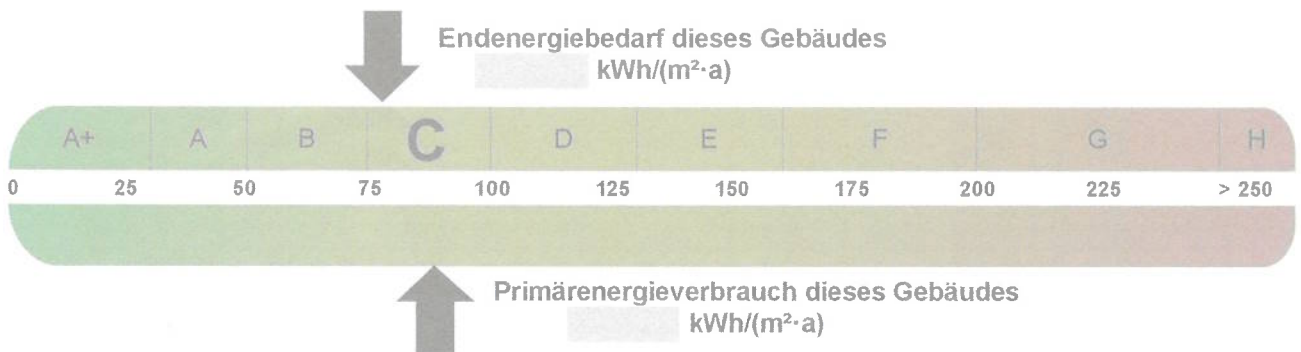 Endenergiebedarf dieses Gebäudes
kWh/(m²·a)
A+ A B C D E F G H
0 25 50 75 100 125 150 175 200 225 > 250
Primärenergieverbrauch dieses Gebäudes
kWh/(m²·a)